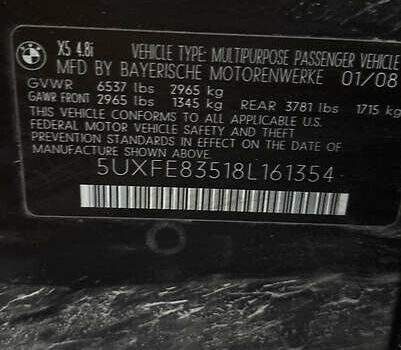 X5 4.8i VEHICLE TYPE: MULTIPURPOSE PASSENGER VEHICLE
MFD BY BAYERISCHE MOTORENWERKE 01/08
GVWR 6537 lbs 2965 kg
GAWR FRONT 2965 lbs 1345 kg REAR 3781 lbs 1715 kg
THIS VEHICLE CONFORMS TO ALL APPLICABLE U.S.
FEDERAL MOTOR VEHICLE SAFETY AND THEFT
PREVENTION STANDARDS IN EFFECT ON THE DATE OF
MANUFACTURE SHOWN ABOVE.
5UXFE83518L161354